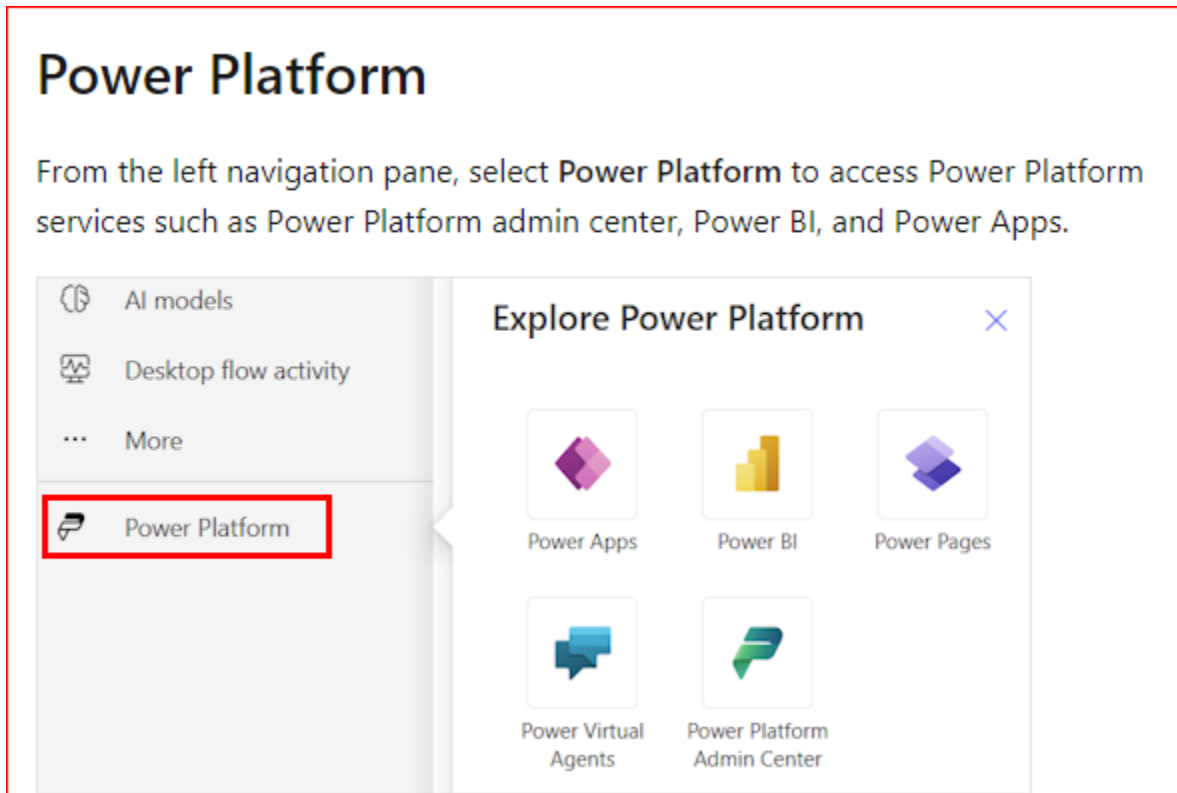 Power Platform
From the left navigation pane, select Power Platform to access Power Platform
services such as Power Platform admin center, Power BI, and Power Apps.
AI models
Desktop flow activity
More
Power Platform
Explore Power Platform
Power Apps
Power BI
Power Pages
Power Virtual
Agents
Power Platform
Admin Center